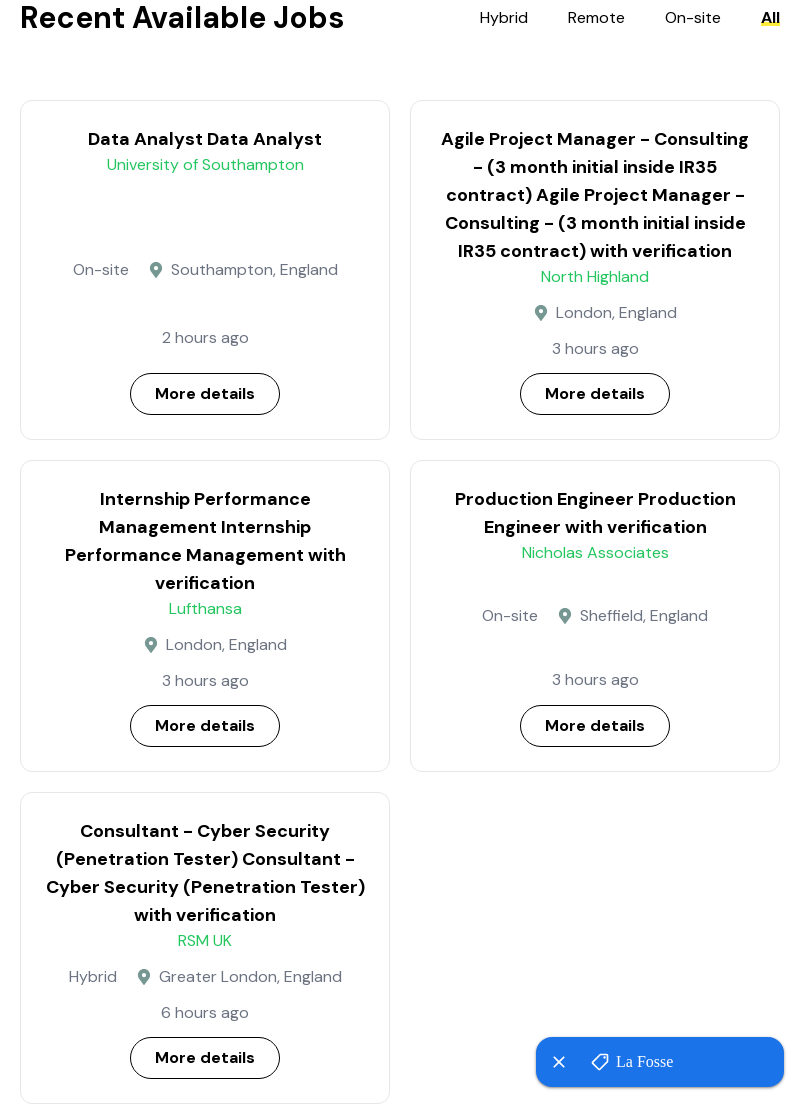 Recent Available Jobs
Hybrid Remote On-site All
Data Analyst Data Analyst
University of Southampton
On-site Southampton, England
2 hours ago
More details
Agile Project Manager - Consulting
- (3 month initial inside IR35
contract) Agile Project Manager -
Consulting - (3 month initial inside
IR35 contract) with verification
North Highland
London, England
3 hours ago
More details
Internship Performance
Management Internship
Performance Management with
verification
Lufthansa
London, England
3 hours ago
More details
Production Engineer Production
Engineer with verification
Nicholas Associates
On-site Sheffield, England
3 hours ago
More details
Consultant - Cyber Security
(Penetration Tester) Consultant -
Cyber Security (Penetration Tester)
with verification
RSM UK
Hybrid Greater London, England
6 hours ago
More details
La Fosse